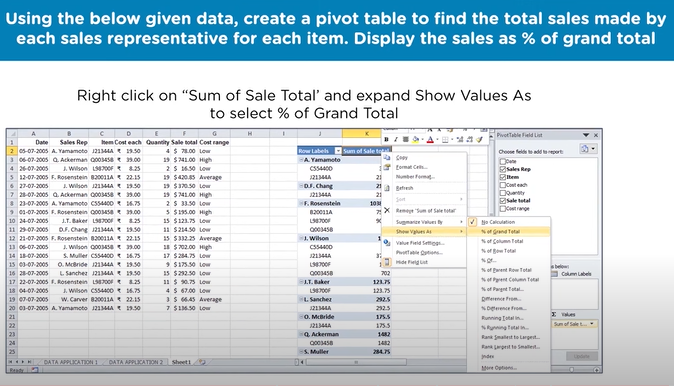 Using the below given data, create a pivot table to find the total sales made by
each sales representative for each item. Display the sales as % of grand total
Right click on “Sum of Sale Total’ and expand Show Values As
to select % of Grand Total
A B C D E F G H I J K
1 Date Sales Rep Item Cost each Quantity Sale total Cost range
2 05-07-2005 A. Yamamoto J21344A ₹ 19.50 4 $ 78.00 Low
3 06-07-2005 Q. Ackerman Q00345B ₹ 39.00 19 $ 741.00 High
4 26-07-2005 J. Wilson L9870F ₹ 8.25 2 $ 16.50 Low
5 12-07-2005 F. Rosenstein B20011A ₹ 22.15 19 $ 420.85 Average
6 27-07-2005 J. Wilson J21344A ₹ 19.50 19 $ 370.50 Low
7 28-07-2005 Q. Ackerman Q00345B ₹ 39.00 19 $ 741.00 High
8 23-07-2005 A. Yamamoto C55440D ₹ 16.75 2 $ 33.50 Low
9 01-07-2005 F. Rosenstein Q00345B ₹ 39.00 5 $ 195.00 High
10 24-07-2005 J.T. Baker L98700F ₹ 8.25 15 $ 123.75 Low
11 29-07-2005 D.F. Chang J21344A ₹ 19.50 11 $ 214.50 Low
12 21-07-2005 F. Rosenstein B20011A ₹ 22.15 15 $ 332.25 Average
13 06-07-2005 J. Wilson Q00345B ₹ 39.00 18 $ 702.00 High
14 18-07-2005 S. Muller C55440D ₹ 16.75 17 $ 284.75 Low
15 03-07-2005 O. McBride J21344A ₹ 19.50 9 $ 175.50 Low
16 28-07-2005 L. Sanchez J21344A ₹ 19.50 15 $ 292.50 Low
17 22-07-2005 F. Rosenstein L98700F ₹ 8.25 11 $ 90.75 Low
18 04-07-2005 J. Wilson C55440D ₹ 16.75 4 $ 67.00 Low
19 07-07-2005 W. Carver B20011A ₹ 22.15 3 $ 66.45 Average
20 03-07-2005 A. Yamamoto J21344A ₹ 19.50 7 $ 136.50 Low
Row Labels Sum of Sale total
A. Yamamoto
C55440D
J21344A
D.F. Chang
J21344A
F. Rosenstein
B20011A
L98700F
Q00345B
J. Wilson
C55440D
J21344A
L98700F
Q00345B 702
J.T. Baker 123.75
L98700F 123.75
L. Sanchez 292.5
J21344A 292.5
O. McBride 175.5
J21344A 175.5
Q. Ackerman 1482
Q00345B 1482
S. Muller 284.75
Copy
Format Cells...
Number Format...
Refresh
Sort
Remove "Sum of Sale total"
Summarize Values By
Show Values As
Value Field Settings...
PivotTable Options...
Hide Field List
No Calculation
% of Grand Total
% of Column Total
% of Row Total
% Of...
% of Parent Row Total
% of Parent Column Total
% of Parent Total...
Difference From...
% Difference From...
Running Total In...
% Running Total In...
Rank Smallest to Largest...
Rank Largest to Smallest...
Index
More Options...
PivotTable Field List
Choose fields to add to report:
Date
Sales Rep
Item
Cost each
Quantity
Sale total
Cost range
below:
Column Labels
Σ Values
Sum of Sale t...
Update
DATA APPLICATION 1 DATA APPLICATION 2 Sheet1
Ready